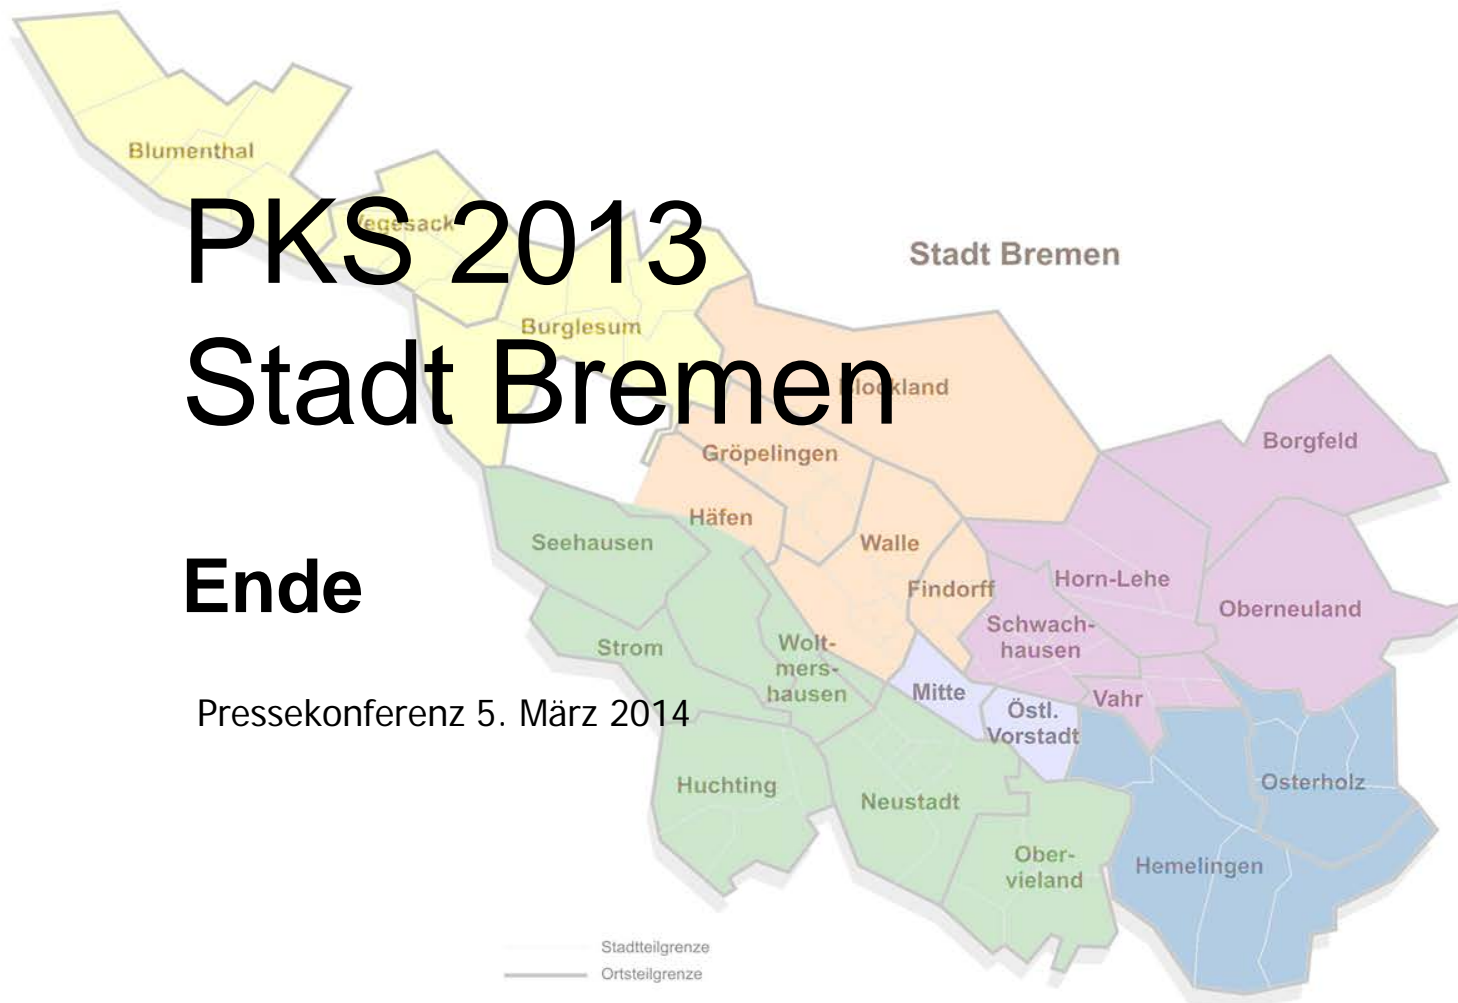 PKS 2013
Stadt Bremen
Ende
Pressekonferenz 5. März 2014
Stadt Bremen
Blumenthal
Vegesack
Burglesum
Blockland
Borgfeld
Gröpelingen
Häfen
Walle
Seehausen
Findorff
Horn-Lehe
Oberneuland
Schwach-
hausen
Strom
Wolt-
mers-
hausen
Mitte
Östl.
Vorstadt
Vahr
Huchting
Neustadt
Osterholz
Ober-
vieland
Hemelingen
Stadtteilgrenze
Ortsteilgrenze